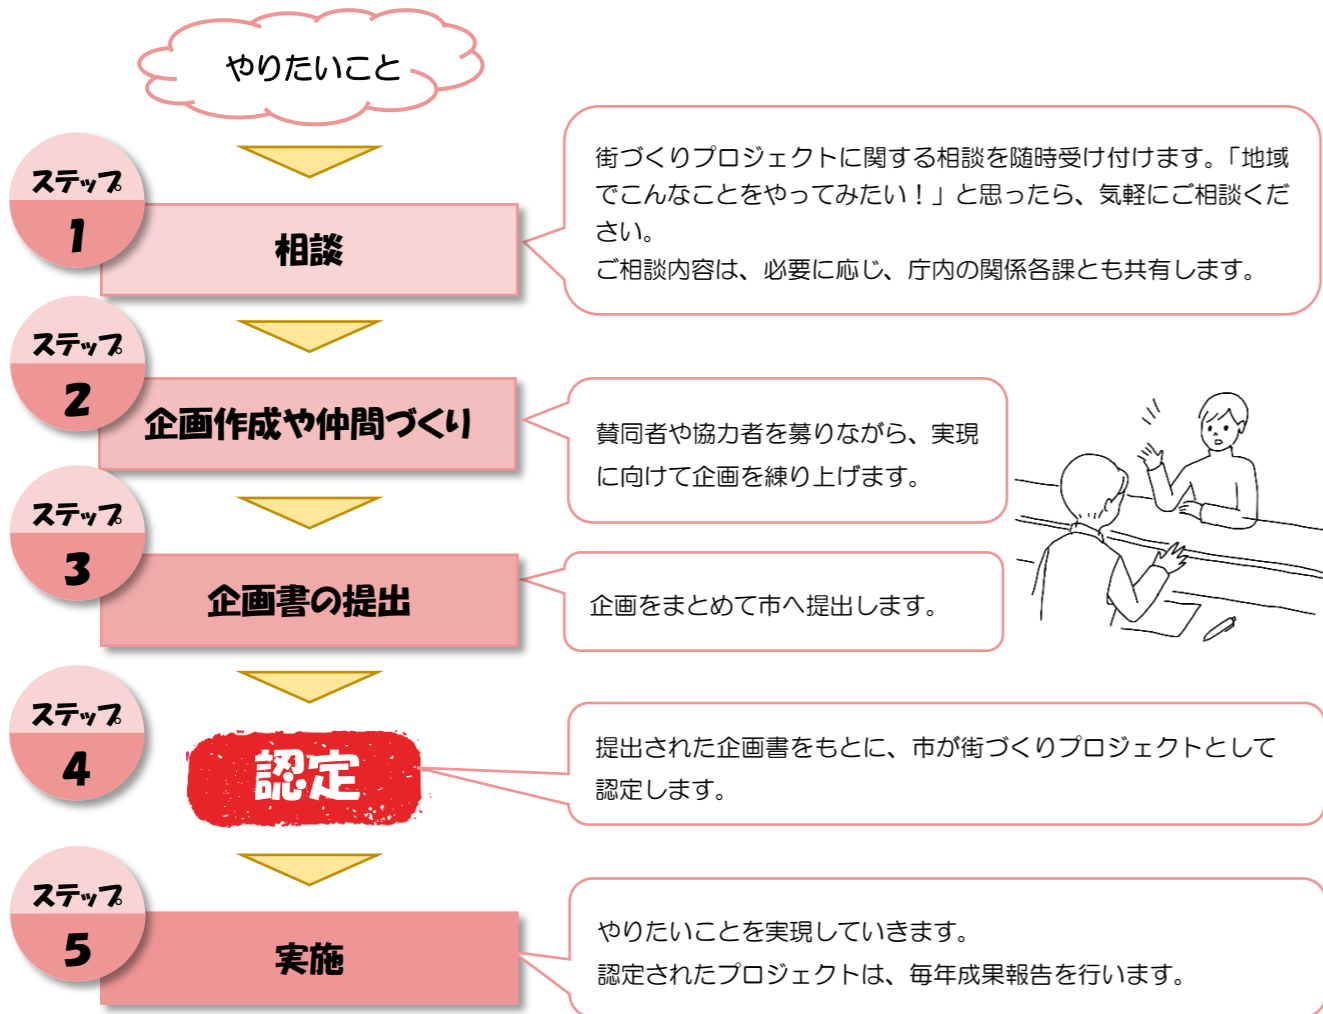 やりたいこと
ステップ
1
相談
街づくりプロジェクトに関する相談を随時受け付けます。「地域
でこんなことをやってみたい！」と思ったら、気軽にご相談くだ
さい。
ご相談内容は、必要に応じ、庁内の関係各課とも共有します。
ステップ
2
企画作成や仲間づくり
賛同者や協力者を募りながら、実現
に向けて企画を練り上げます。
ステップ
3
企画書の提出
企画をまとめて市へ提出します。
ステップ
4
認定
提出された企画書をもとに、市が街づくりプロジェクトとして
認定します。
ステップ
5
実施
やりたいことを実現していきます。
認定されたプロジェクトは、毎年成果報告を行います。